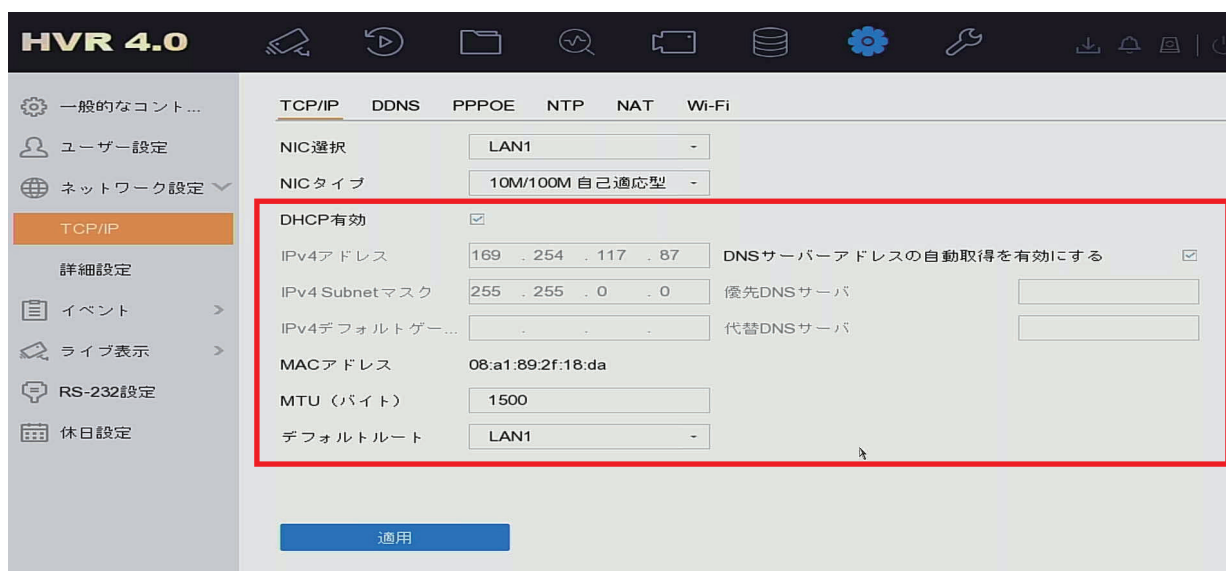 HVR 4.0
一般的なコント...
ユーザー設定
ネットワーク設定
TCP/IP
詳細設定
イベント
ライブ表示
RS-232設定
休日設定
TCP/IP DDNS PPPOE NTP NAT Wi-Fi
NIC選択 LAN1
NICタイプ 10M/100M 自己適応型
DHCP有効
IPv4アドレス 169 . 254 . 117 . 87 DNSサーバーアドレスの自動取得を有効にする
IPv4 Subnetマスク 255 . 255 . 0 . 0 優先DNSサーバ
IPv4デフォルトゲー... . . . 代替DNSサーバ
MACアドレス 08:a1:89:2f:18:da
MTU（バイト） 1500
デフォルトルート LAN1
適用